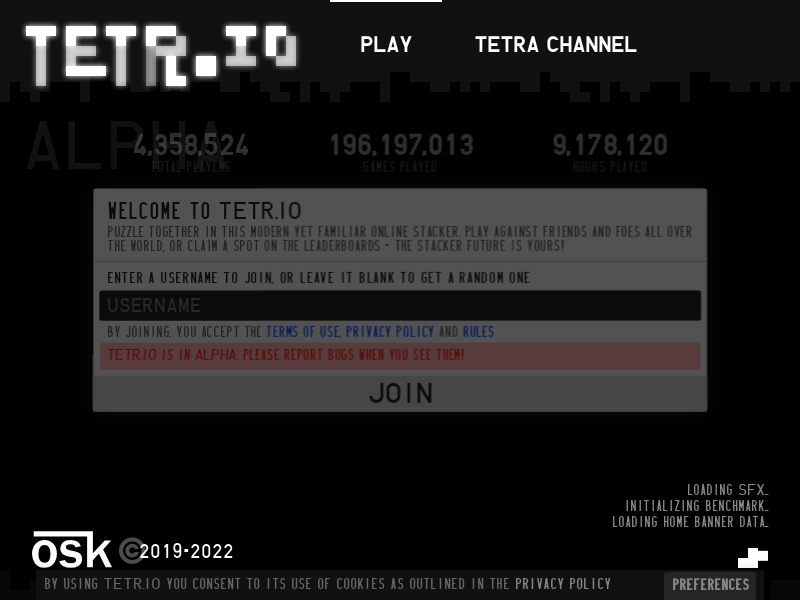 TETR.IO
PLAY
TETRA CHANNEL
ALPHA
4,358,524
TOTAL PLAYERS
196,197,013
GAMES PLAYED
9,178,120
HOURS PLAYED
WELCOME TO TETR.IO
PUZZLE TOGETHER IN THIS MODERN YET FAMILIAR ONLINE STACKER. PLAY AGAINST FRIENDS AND FOES ALL OVER
THE WORLD, OR CLAIM A SPOT ON THE LEADERBOARDS - THE STACKER FUTURE IS YOURS!
ENTER A USERNAME TO JOIN, OR LEAVE IT BLANK TO GET A RANDOM ONE
USERNAME
BY JOINING, YOU ACCEPT THE TERMS OF USE, PRIVACY POLICY AND RULES
TETR.IO IS IN ALPHA. PLEASE REPORT BUGS WHEN YOU SEE THEM!
JOIN
LOADING SFX_
INITIALIZING BENCHMARK_
LOADING HOME BANNER DATA_
osk ©2019-2022
BY USING TETR.IO YOU CONSENT TO ITS USE OF COOKIES AS OUTLINED IN THE PRIVACY POLICY
PREFERENCES